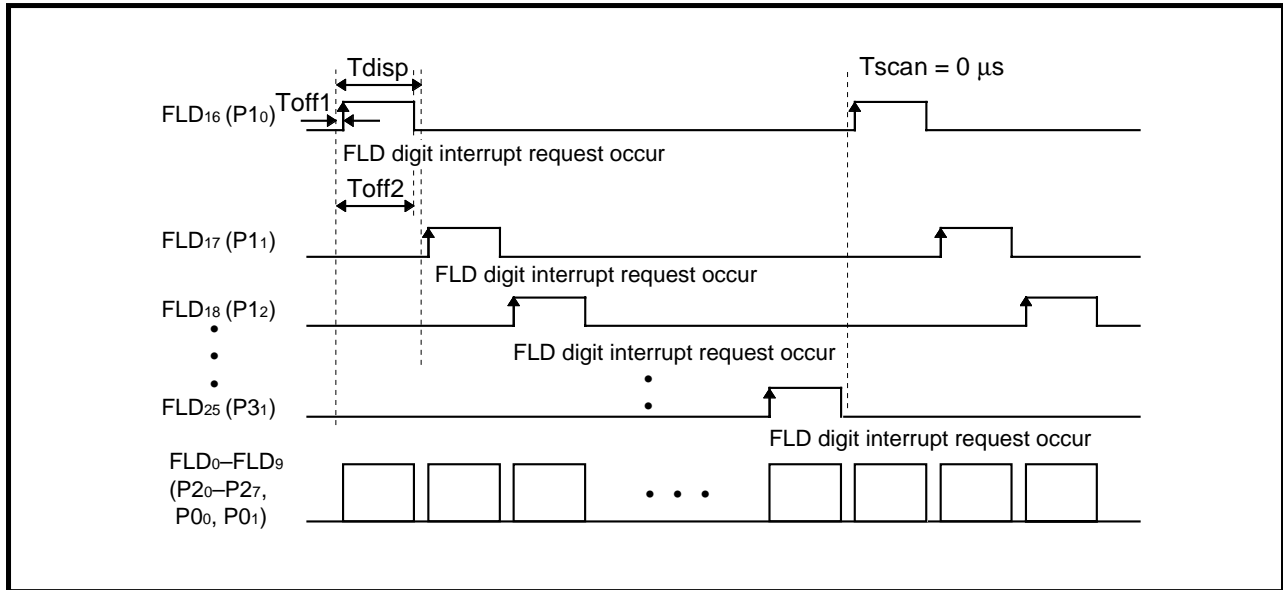 Tdisp
Tscan = 0 μs
Toff1
FLD16 (P10)
FLD digit interrupt request occur
Toff2
FLD17 (P11)
FLD digit interrupt request occur
FLD18 (P12)
FLD digit interrupt request occur
FLD25 (P31)
FLD digit interrupt request occur
FLD0–FLD9
(P20–P27,
P00, P01)